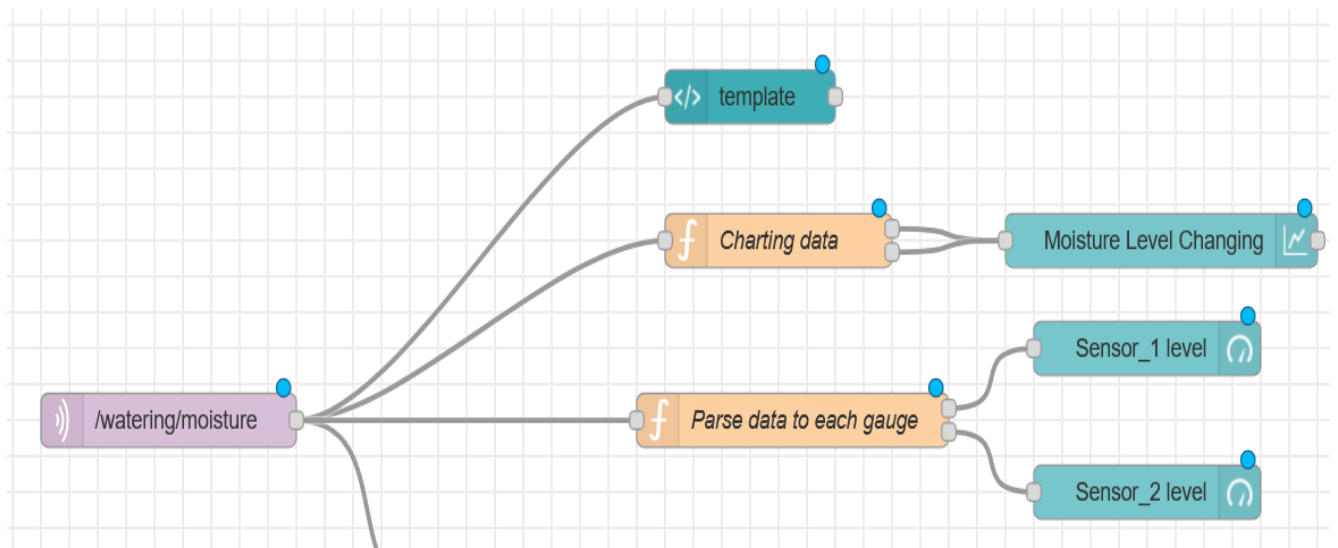 template
Charting data
Moisture Level Changing
Sensor_1 level
/watering/moisture
Parse data to each gauge
Sensor_2 level